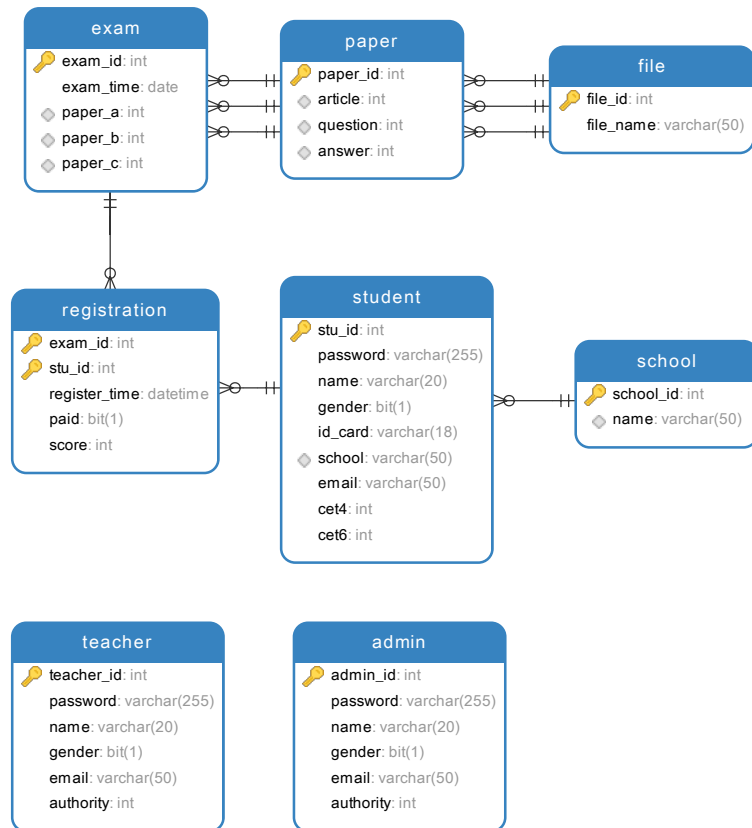 exam
exam_id: int
exam_time: date
paper_a: int
paper_b: int
paper_c: int
paper
paper_id: int
article: int
question: int
answer: int
file
file_id: int
file_name: varchar(50)
registration
exam_id: int
stu_id: int
register_time: datetime
paid: bit(1)
score: int
student
stu_id: int
password: varchar(255)
name: varchar(20)
gender: bit(1)
id_card: varchar(18)
school: varchar(50)
email: varchar(50)
cet4: int
cet6: int
school
school_id: int
name: varchar(50)
teacher
teacher_id: int
password: varchar(255)
name: varchar(20)
gender: bit(1)
email: varchar(50)
authority: int
admin
admin_id: int
password: varchar(255)
name: varchar(20)
gender: bit(1)
email: varchar(50)
authority: int